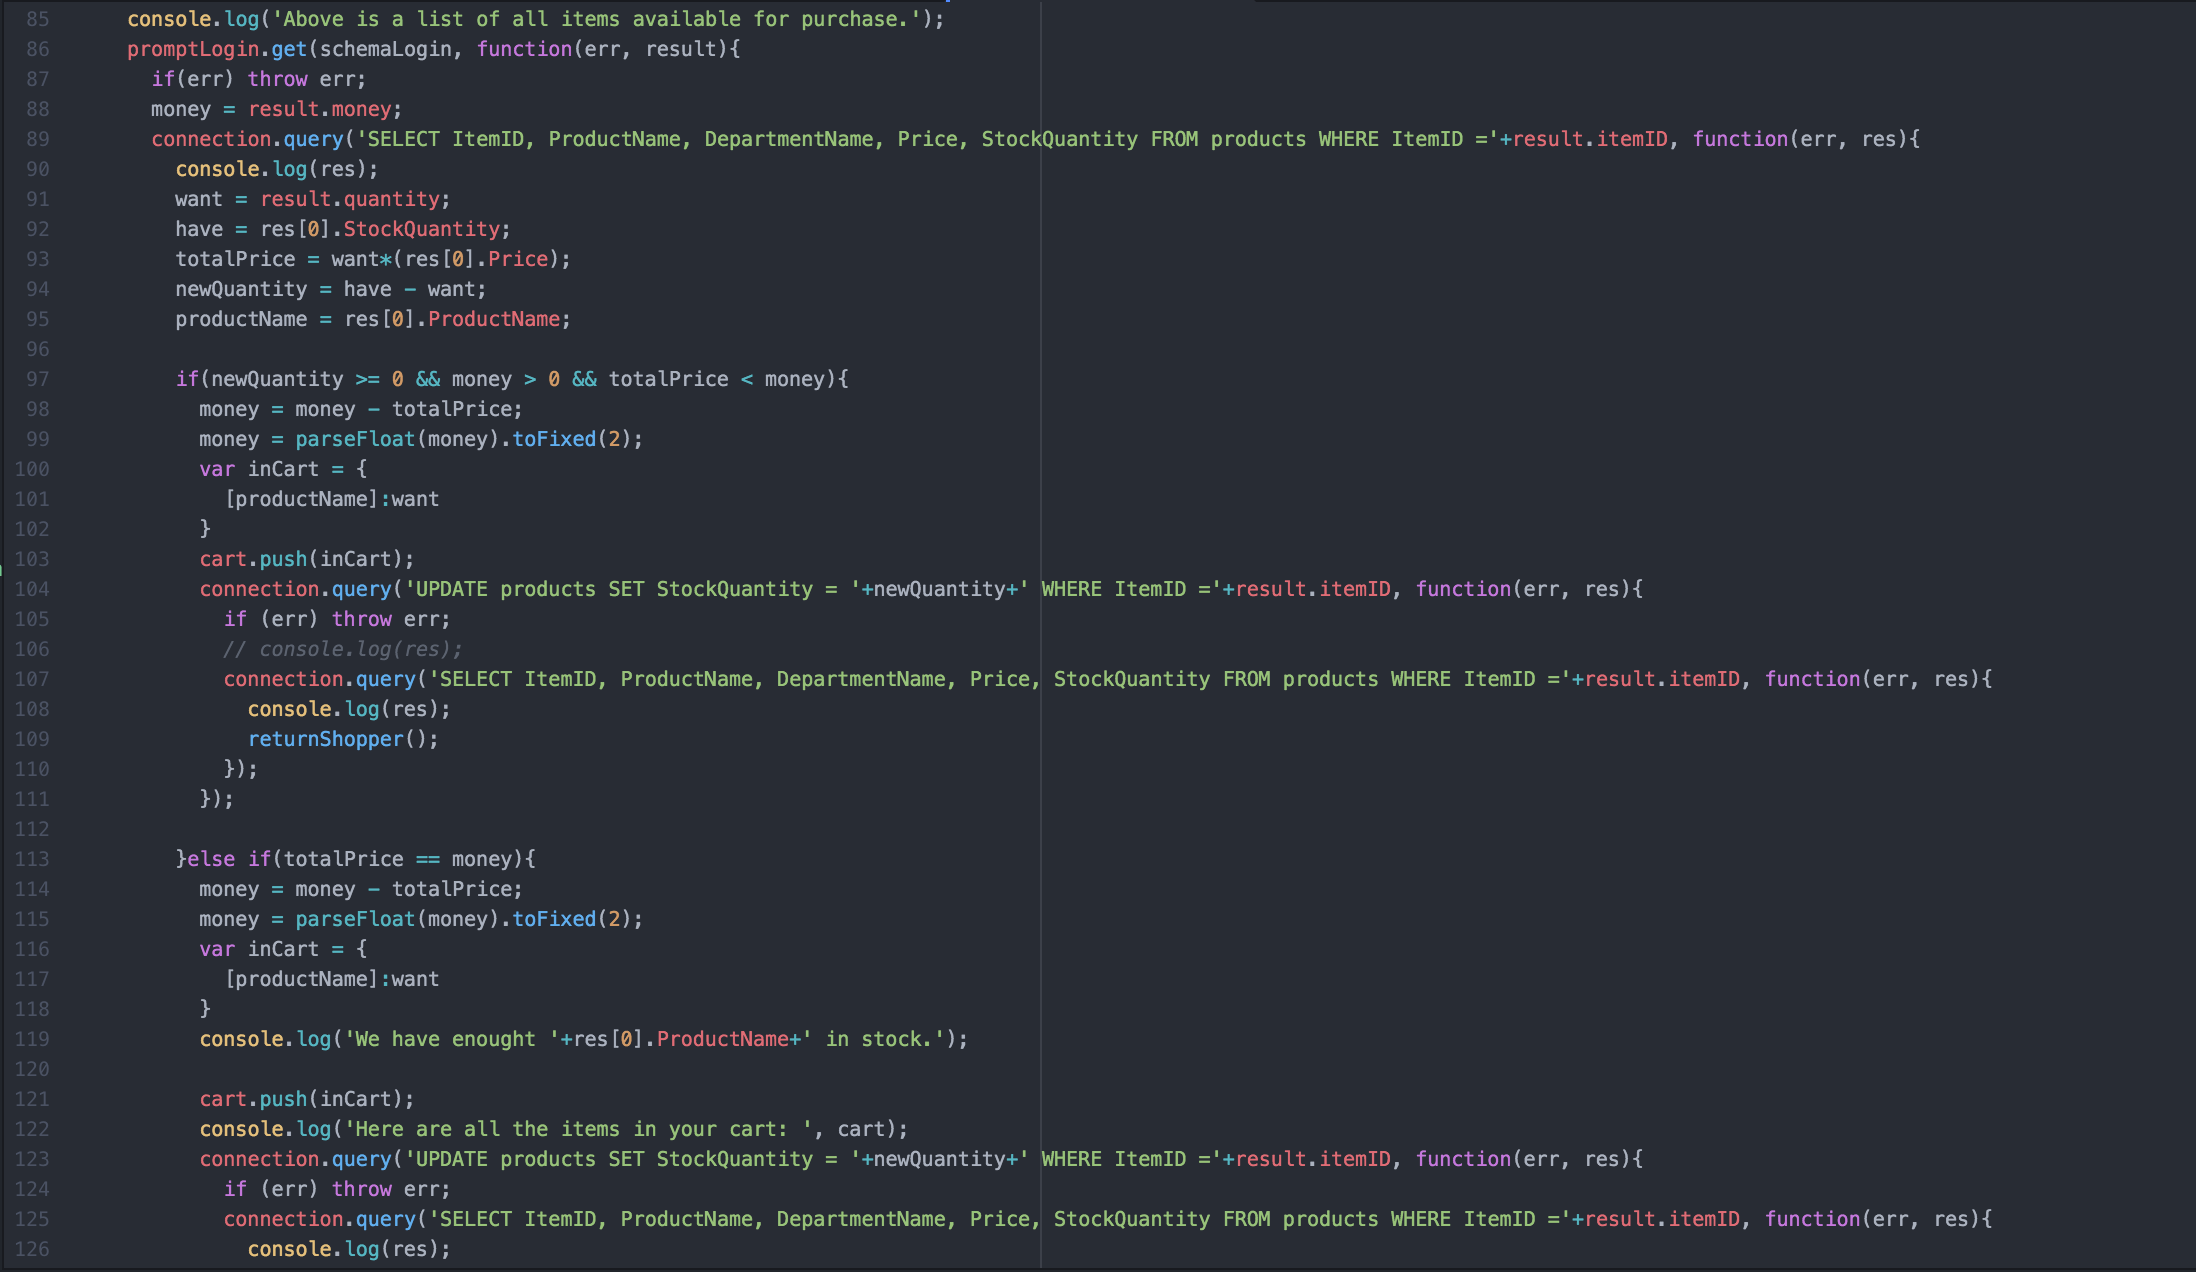 85 console.log('Above is a list of all items available for purchase.');
86 promptLogin.get(schemaLogin, function(err, result){
87 if(err) throw err;
88 money = result.money;
89 connection.query('SELECT ItemID, ProductName, DepartmentName, Price, StockQuantity FROM products WHERE ItemID ='+result.itemID, function(err, res){
90 console.log(res);
91 want = result.quantity;
92 have = res[0].StockQuantity;
93 totalPrice = want*(res[0].Price);
94 newQuantity = have - want;
95 productName = res[0].ProductName;
96
97 if(newQuantity >= 0 && money > 0 && totalPrice < money){
98 money = money - totalPrice;
99 money = parseFloat(money).toFixed(2);
100 var inCart = {
101 [productName]:want
102 }
103 cart.push(inCart);
104 connection.query('UPDATE products SET StockQuantity = '+newQuantity+' WHERE ItemID ='+result.itemID, function(err, res){
105 if (err) throw err;
106 // console.log(res);
107 connection.query('SELECT ItemID, ProductName, DepartmentName, Price, StockQuantity FROM products WHERE ItemID ='+result.itemID, function(err, res){
108 console.log(res);
109 returnShopper();
110 });
111 });
112
113 }else if(totalPrice == money){
114 money = money - totalPrice;
115 money = parseFloat(money).toFixed(2);
116 var inCart = {
117 [productName]:want
118 }
119 console.log('We have enought '+res[0].ProductName+' in stock.');
120
121 cart.push(inCart);
122 console.log('Here are all the items in your cart: ', cart);
123 connection.query('UPDATE products SET StockQuantity = '+newQuantity+' WHERE ItemID ='+result.itemID, function(err, res){
124 if (err) throw err;
125 connection.query('SELECT ItemID, ProductName, DepartmentName, Price, StockQuantity FROM products WHERE ItemID ='+result.itemID, function(err, res){
126 console.log(res);